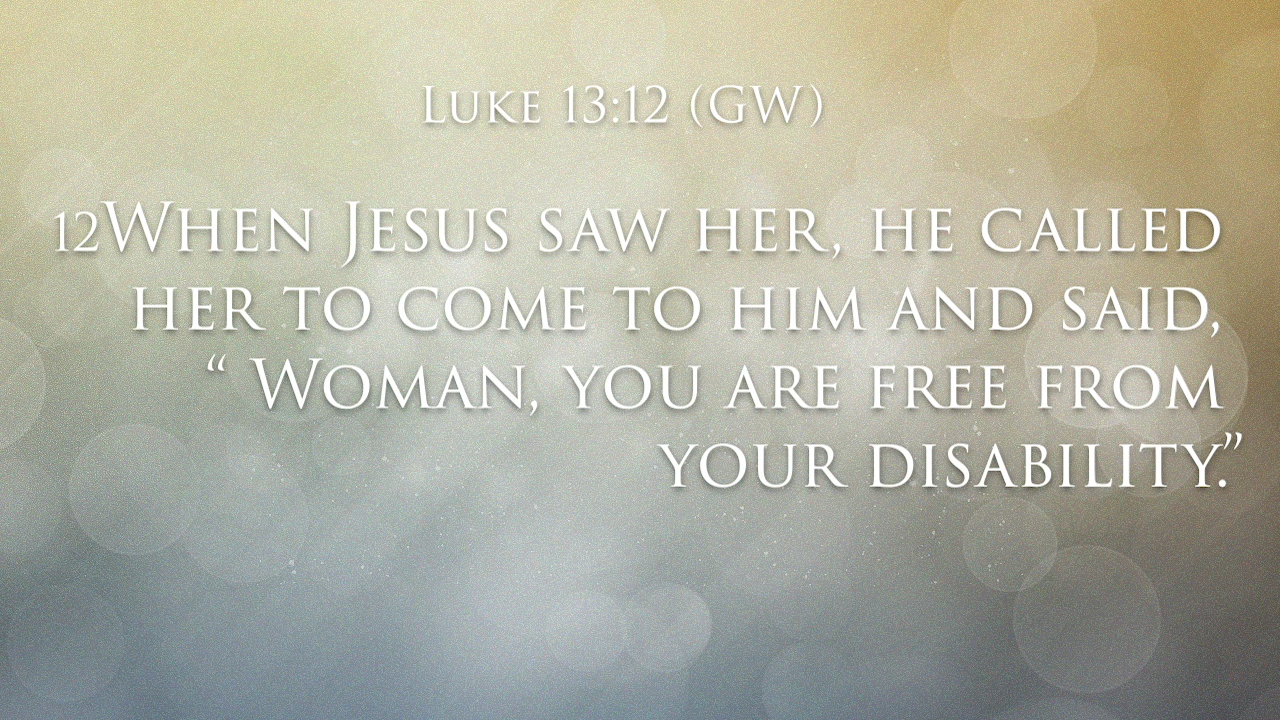 Luke 13:12 (GW)
12When Jesus saw her, he called
her to come to him and said,
“ Woman, you are free from
your disability.”